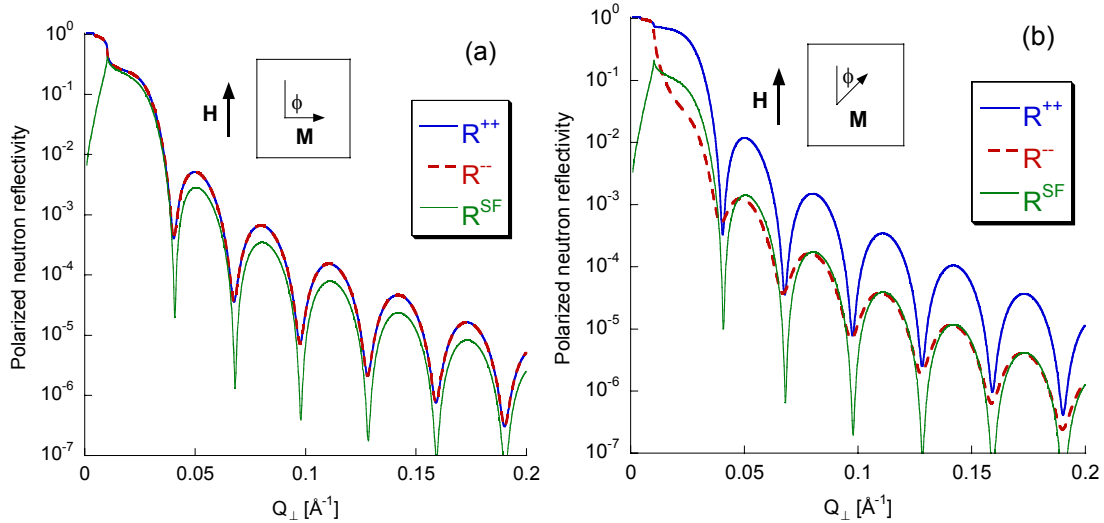 (a)
Polarized neutron reflectivity
10^0
10^-1
10^-2
10^-3
10^-4
10^-5
10^-6
10^-7
H
ϕ
M
R^++
R^--
R^SF
0
0.05
0.1
0.15
0.2
Q⊥ [Å^-1]
(b)
Polarized neutron reflectivity
10^0
10^-1
10^-2
10^-3
10^-4
10^-5
10^-6
10^-7
H
ϕ
M
R^++
R^--
R^SF
0
0.05
0.1
0.15
0.2
Q⊥ [Å^-1]